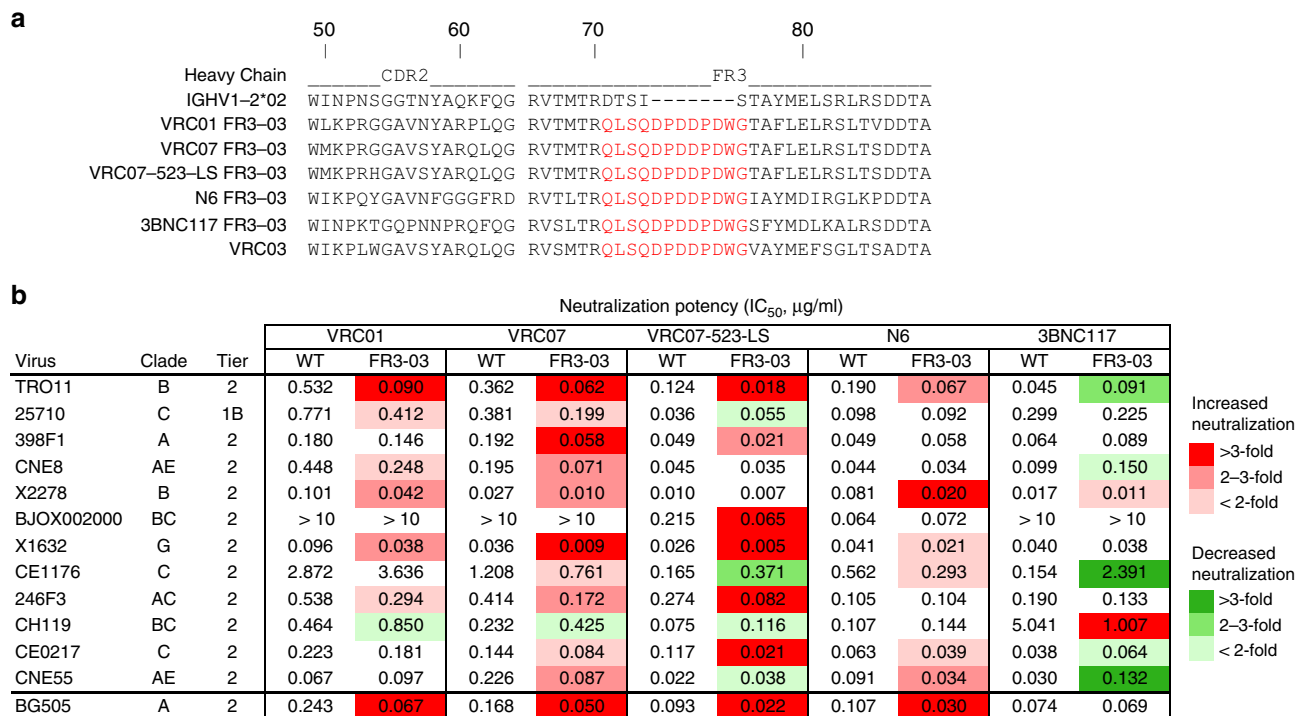 a
50 60 70 80
| | | |
Heavy Chain ______CDR2_______ ______________FR3______________
IGHV1–2*02 WINPNSGGTNYAQKFQG RVTMTRDTSI-------STAYMELSRLRSDDTA
VRC01 FR3–03 WLKPRGGAVNYARPLQG RVTMTRQLSQDPDDPDWGTAFLELRSLTVDDTA
VRC07 FR3–03 WMKPRGGAVSYARQLQG RVTMTRQLSQDPDDPDWGTAFLELRSLTSDDTA
VRC07–523–LS FR3–03 WMKPRHGAVSYARQLQG RVTMTRQLSQDPDDPDWGTAFLELRSLTSDDTA
N6 FR3–03 WIKPQYGAVNFGGGFRD RVTLTRQLSQDPDDPDWGIAYMDIRGLKPDDTA
3BNC117 FR3–03 WINPKTGQPNNPRQFQG RVSLTRQLSQDPDDPDWGSFYMDLKALRSDDTA
VRC03 WIKPLWGAVSYARQLQG RVSMTRQLSQDPDDPDWGVAYMEFSGLTSADTA
b
Neutralization potency (IC50, µg/ml)
VRC01 VRC07 VRC07-523-LS N6 3BNC117
Virus Clade Tier WT FR3-03 WT FR3-03 WT FR3-03 WT FR3-03 WT FR3-03
TRO11 B 2 0.532 0.090 0.362 0.062 0.124 0.018 0.190 0.067 0.045 0.091
25710 C 1B 0.771 0.412 0.381 0.199 0.036 0.055 0.098 0.092 0.299 0.225
398F1 A 2 0.180 0.146 0.192 0.058 0.049 0.021 0.049 0.058 0.064 0.089
CNE8 AE 2 0.448 0.248 0.195 0.071 0.045 0.035 0.044 0.034 0.099 0.150
X2278 B 2 0.101 0.042 0.027 0.010 0.010 0.007 0.081 0.020 0.017 0.011
BJOX002000 BC 2 > 10 > 10 > 10 > 10 0.215 0.065 0.064 0.072 > 10 > 10
X1632 G 2 0.096 0.038 0.036 0.009 0.026 0.005 0.041 0.021 0.040 0.038
CE1176 C 2 2.872 3.636 1.208 0.761 0.165 0.371 0.562 0.293 0.154 2.391
246F3 AC 2 0.538 0.294 0.414 0.172 0.274 0.082 0.105 0.104 0.190 0.133
CH119 BC 2 0.464 0.850 0.232 0.425 0.075 0.116 0.107 0.144 5.041 1.007
CE0217 C 2 0.223 0.181 0.144 0.084 0.117 0.021 0.063 0.039 0.038 0.064
CNE55 AE 2 0.067 0.097 0.226 0.087 0.022 0.038 0.091 0.034 0.030 0.132
BG505 A 2 0.243 0.067 0.168 0.050 0.093 0.022 0.107 0.030 0.074 0.069
Increased
neutralization
>3-fold
2–3-fold
< 2-fold
Decreased
neutralization
>3-fold
2–3-fold
< 2-fold